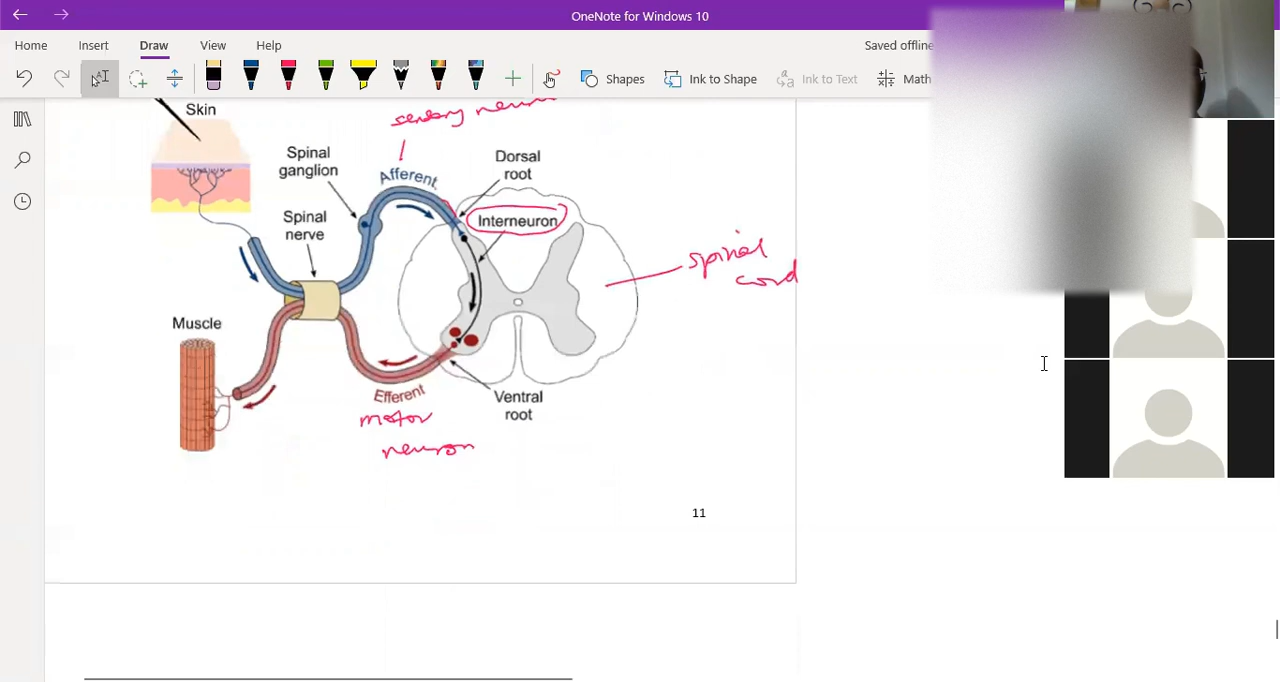 OneNote for Windows 10
Home Insert Draw View Help
Saved offline
Shapes
Ink to Shape
Ink to Text
Math
Skin
sensory
Spinal
ganglion
Afferent
Dorsal
root
Spinal
nerve
Interneuron
spinal
cord
Muscle
Efferent
Ventral
root
motor
neuron
11